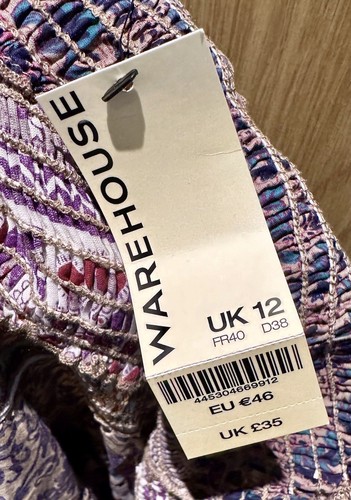 WAREHOUSE
UK 12
FR40 D38
445304669912
EU €46
UK £35